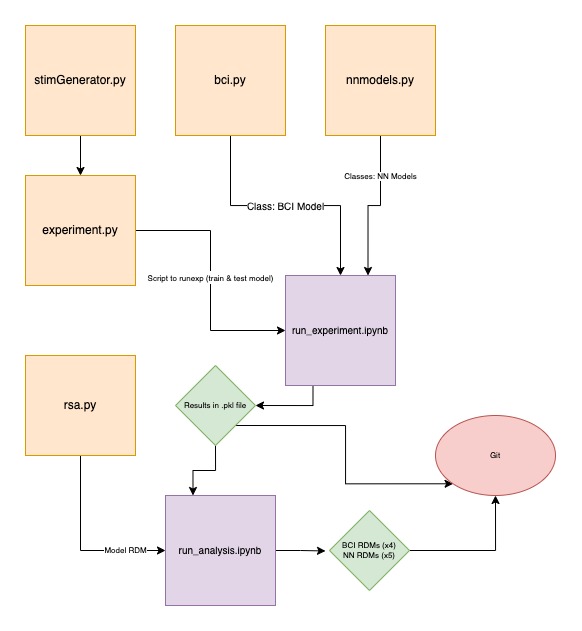 stimGenerator.py
bci.py
nnmodels.py
Classes: NN Models
Class: BCI Model
experiment.py
Script to runexp (train & test model)
run_experiment.ipynb
rsa.py
Results in .pkl file
Git
Model RDM
run_analysis.ipynb
BCI RDMs (x4)
NN RDMs (x5)